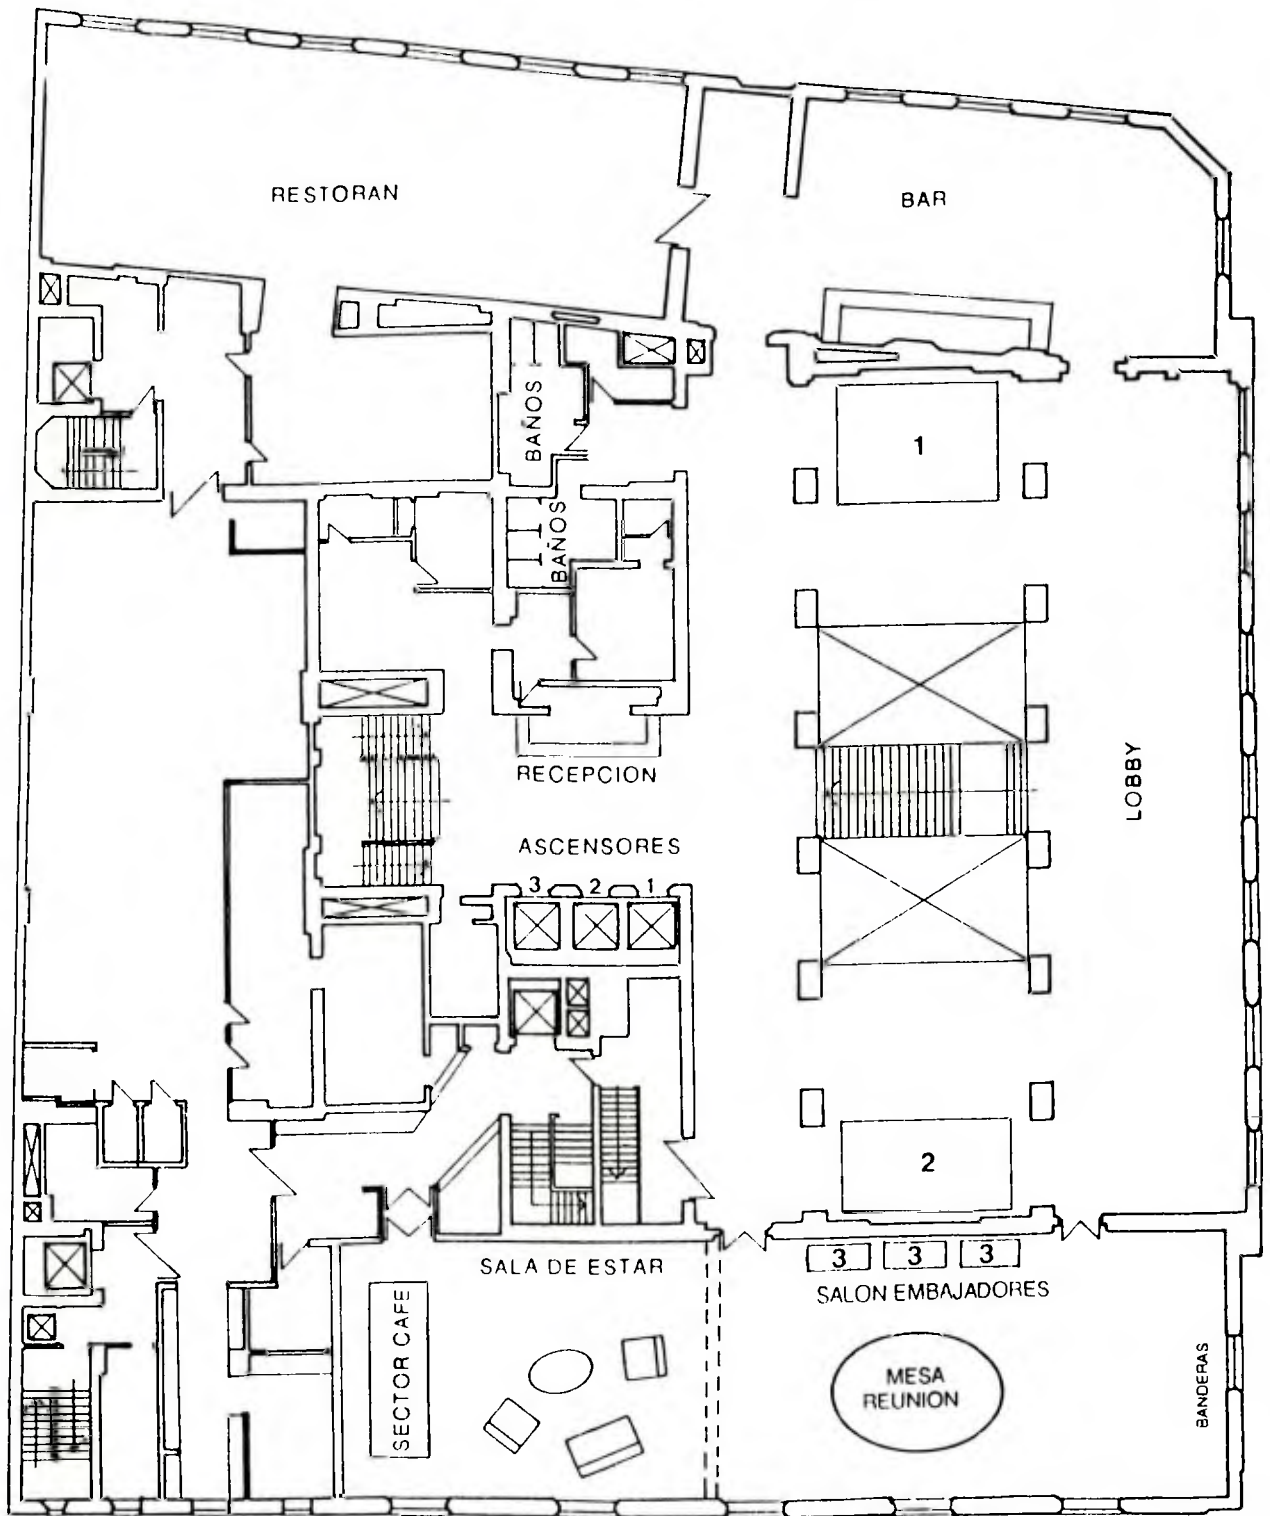 RESTORAN
BAR
BAÑOS
1
BAÑOS
RECEPCION
LOBBY
ASCENSORES
3 2 1
2
SALA DE ESTAR
3 3 3
SALON EMBAJADORES
SECTOR CAFE
MESA
REUNION
BANDERAS